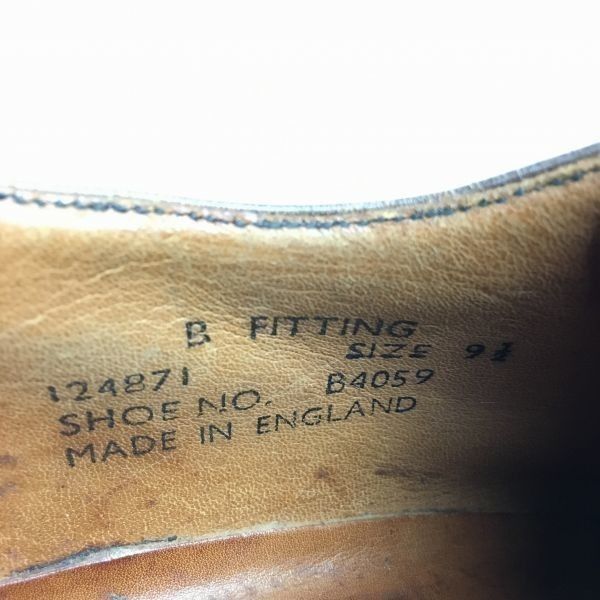 B FITTING
SIZE 9½
124871
SHOE NO. B4059
MADE IN ENGLAND